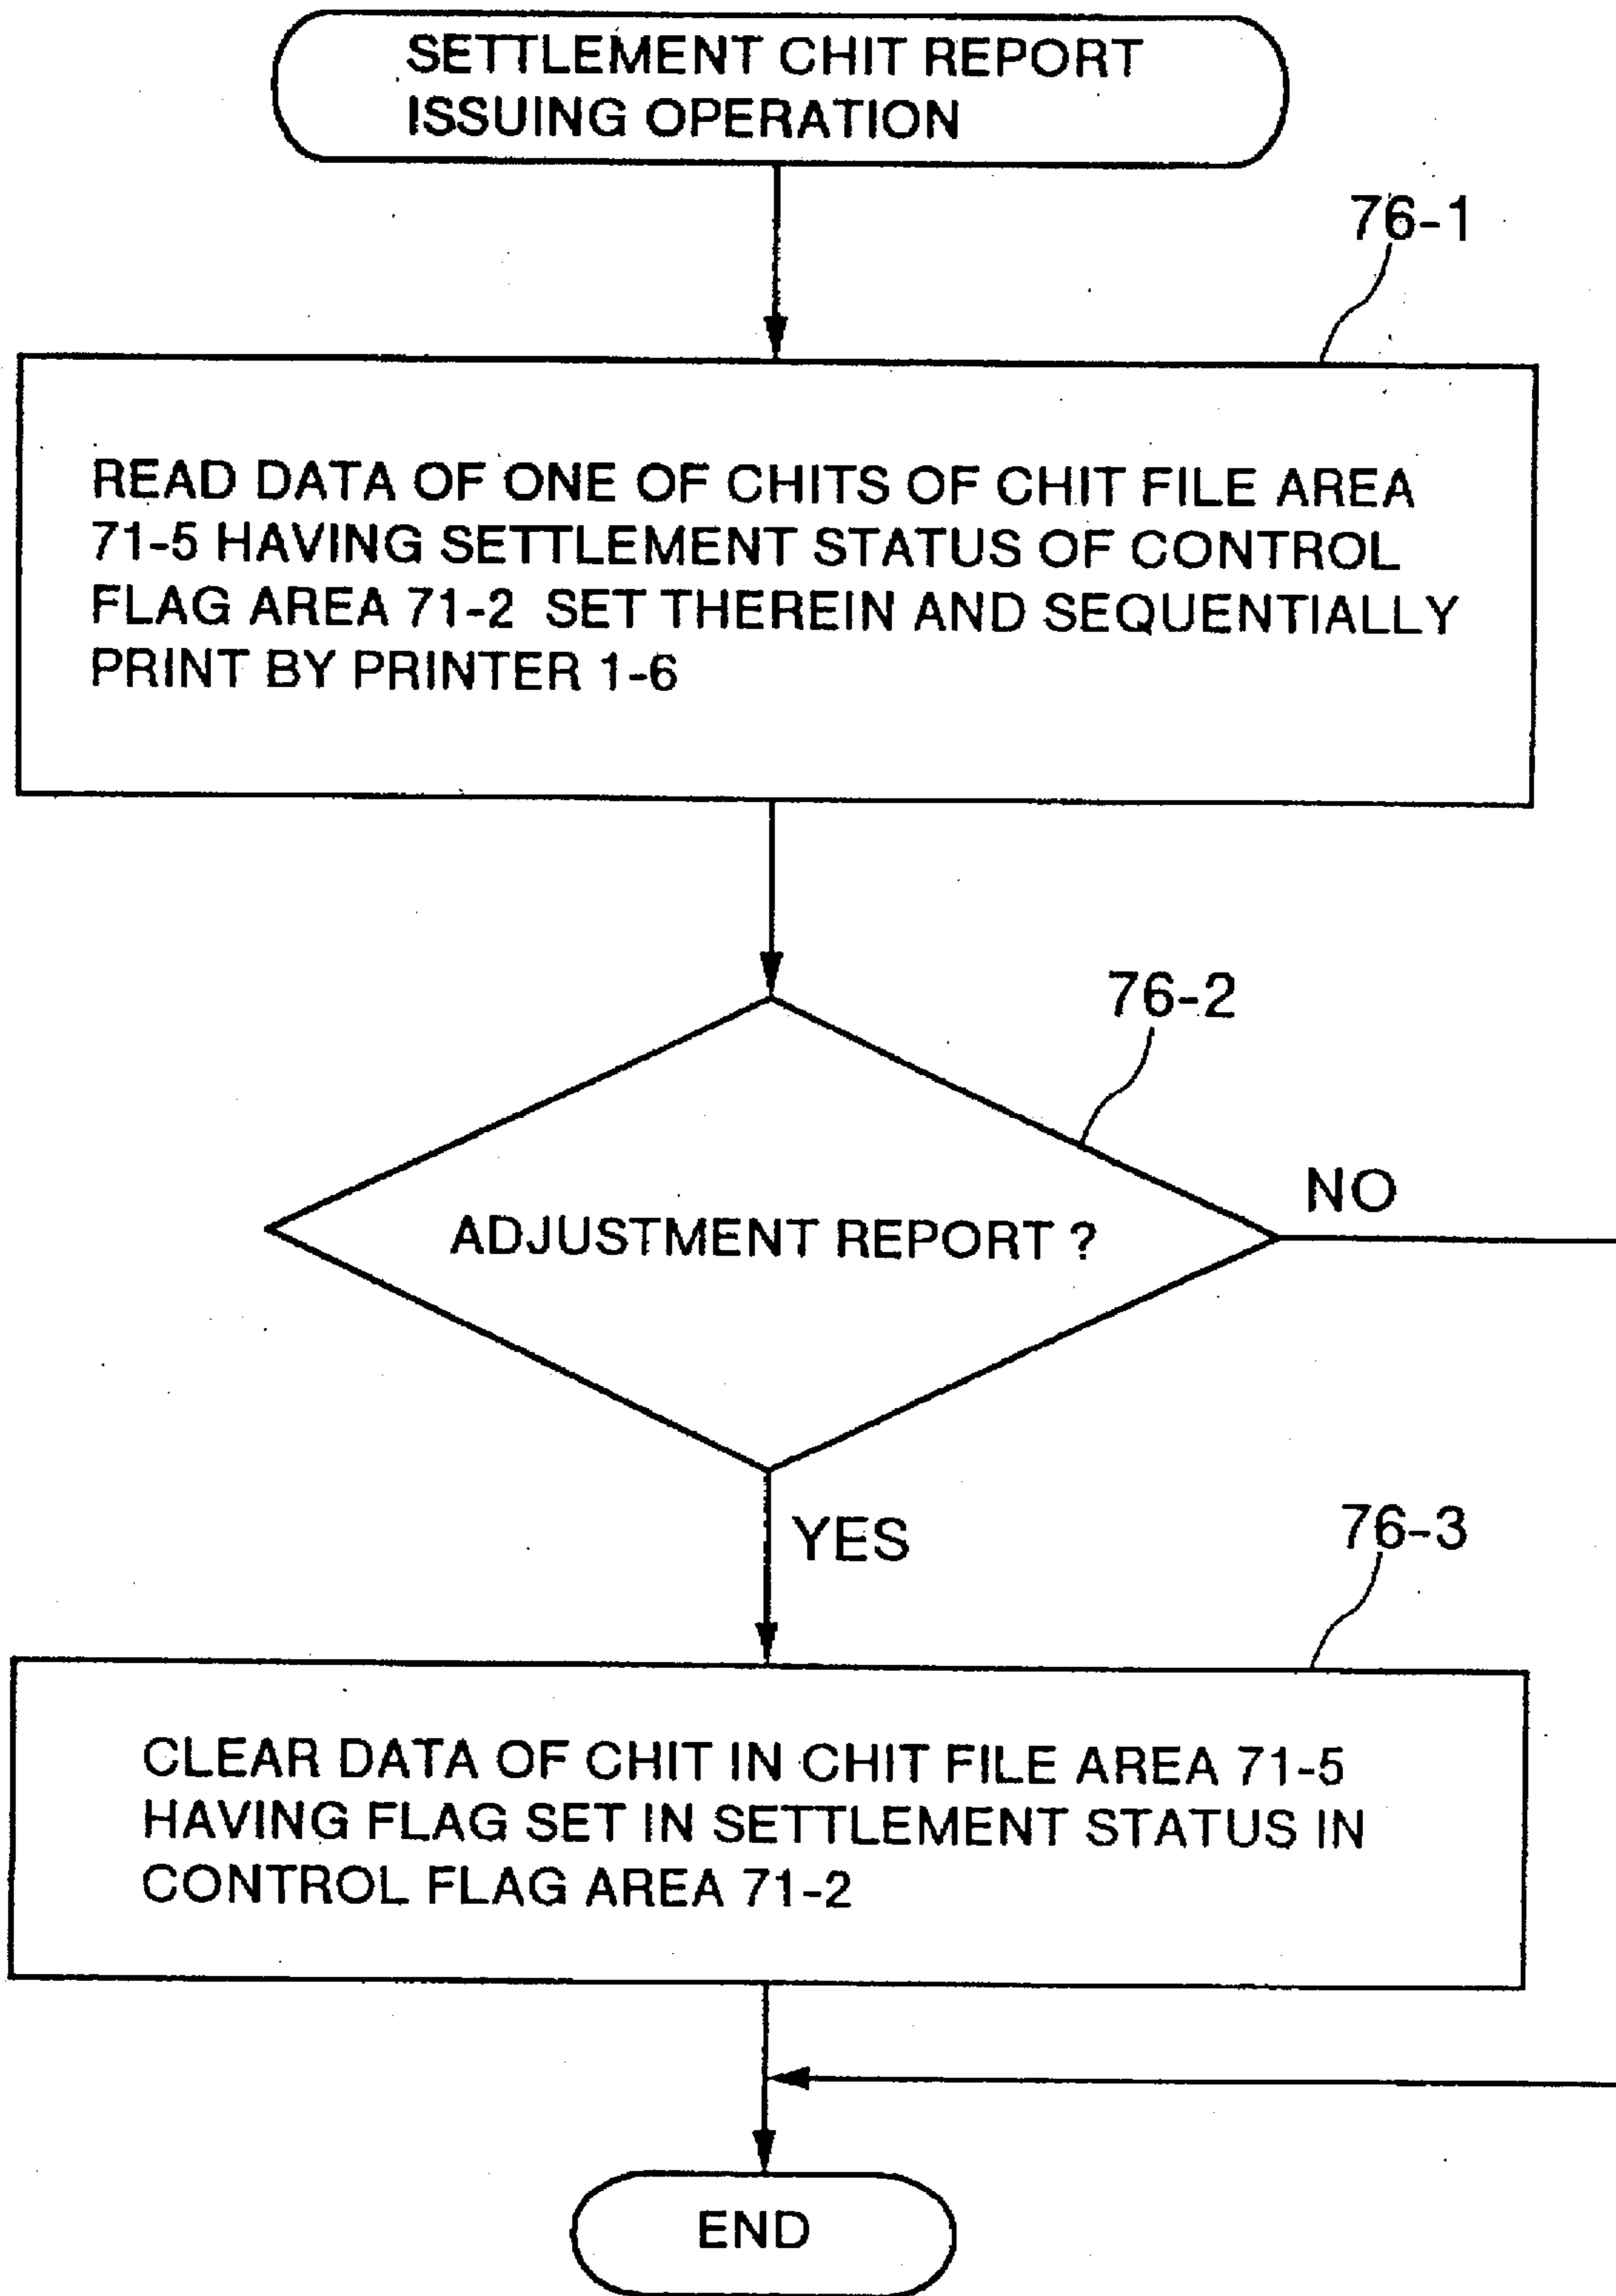 SETTLEMENT CHIT REPORT
ISSUING OPERATION
76-1
READ DATA OF ONE OF CHITS OF CHIT FILE AREA
71-5 HAVING SETTLEMENT STATUS OF CONTROL
FLAG AREA 71-2 SET THEREIN AND SEQUENTIALLY
PRINT BY PRINTER 1-6
76-2
NO
ADJUSTMENT REPORT ?
YES
76-3
CLEAR DATA OF CHIT IN CHIT FILE AREA 71-5
HAVING FLAG SET IN SETTLEMENT STATUS IN
CONTROL FLAG AREA 71-2
END